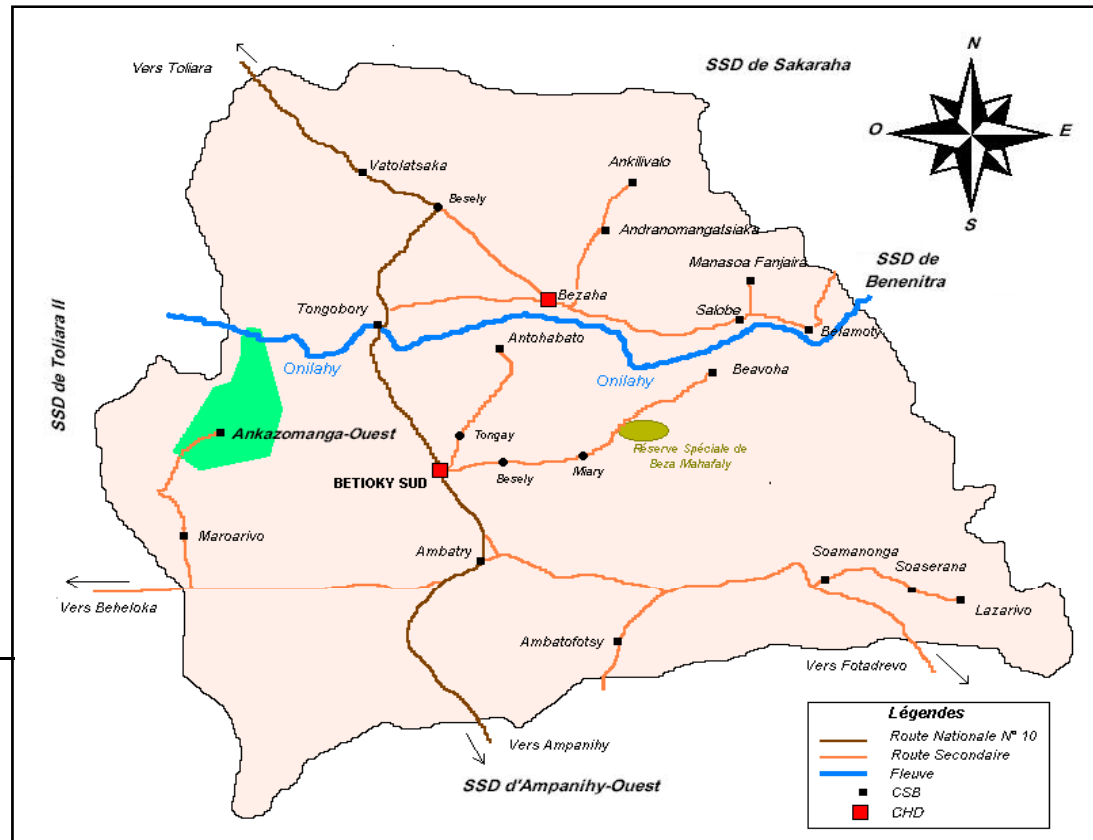 N
SSD de Sakaraha
Vers Toliara
O
E
S
Vatolatsaka
Ankilivalo
Besely
Andranomangatsiaka
SSD de
Benenitra
Manasoa Fanjaira
Bezaha
SSD de Toliara II
Tongobory
Salobe
Belamoty
Antohabato
Onilahy
Onilahy
Beavoha
Ankazomanga-Ouest
Tongay
Réserve Spéciale de
Beza Mahafaly
Besely
Miary
BETIOKY SUD
Maroarivo
Ambatry
Soamanonga
Soaserana
Vers Beheloka
Lazarivo
Ambatofotsy
Vers Fotadrevo
Vers Ampanihy
SSD d'Ampanihy-Ouest
Légendes
Route Nationale N° 10
Route Secondaire
Fleuve
CSB
CHD